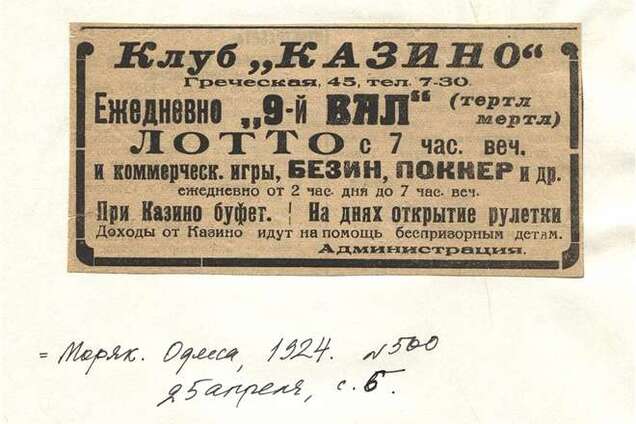 Клуб „КАЗИНО“
Греческая, 45, тел. 7-30.
Ежедневно „9-й ВАЛ“ (тертл мертл)
ЛОТТО с 7 час. веч.
и коммерческ. игры, БЕЗИН, ПОККЕР и др.
ежедневно от 2 час. дня до 7 час. веч.
При Казино буфет. | На днях открытие рулетки
Доходы от Казино идут на помощь беспризорным детям.
Администрация.
= Моряк. Одесса, 1924. №500
25 апреля, с. 6.